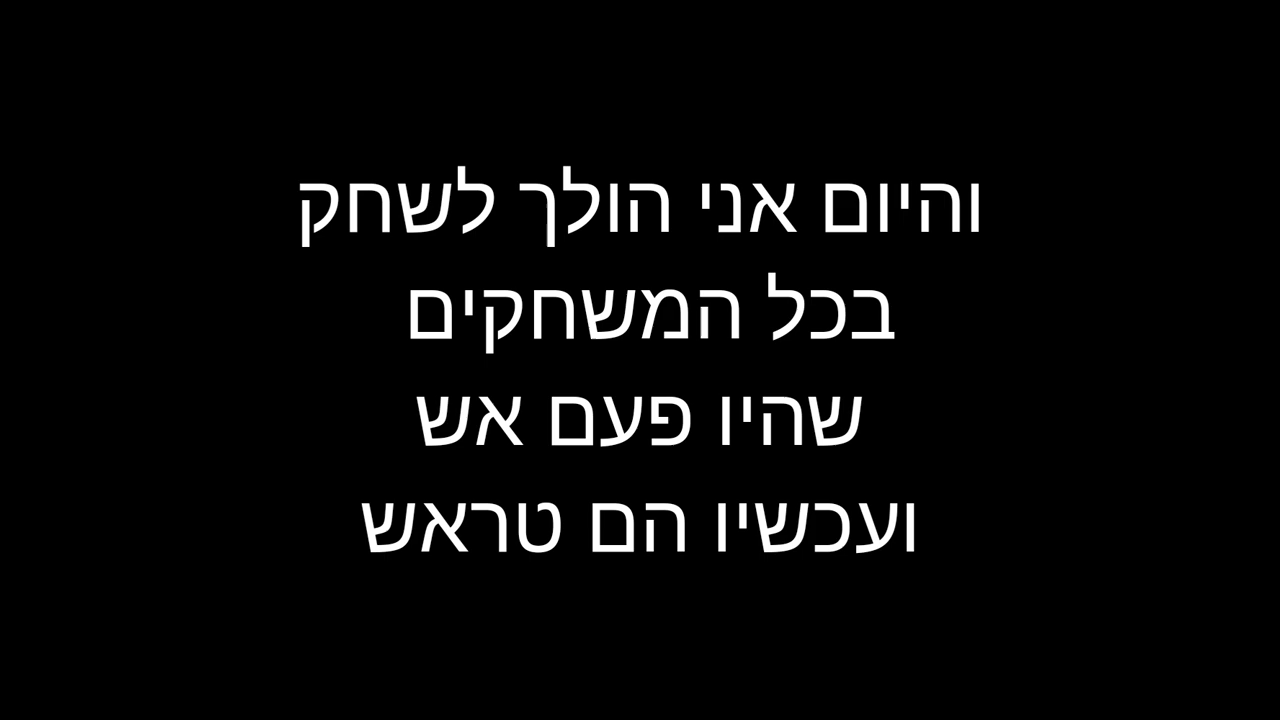 והיום אני הולך לשחק
בכל המשחקים
שהיו פעם אש
ועכשיו הם טראש